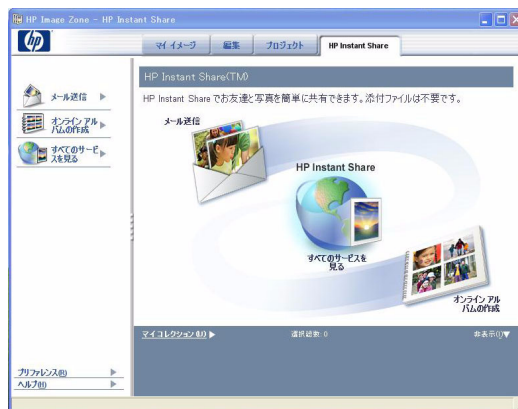 HP Image Zone - HP Instant Share
hp
マイ イメージ
編集
プロジェクト
HP Instant Share
メール送信
オンライン アル
バムの作成
すべてのサービ
スを見る
プリファレンス(R)
ヘルプ(H)
HP Instant Share(TM)
HP Instant Share でお友達と写真を簡単に共有できます。添付ファイルは不要です。
メール送信
HP Instant Share
すべてのサービスを
見る
オンライン アル
バムの作成
マイコレクション(U)
選択総数: 0
非表示(I)